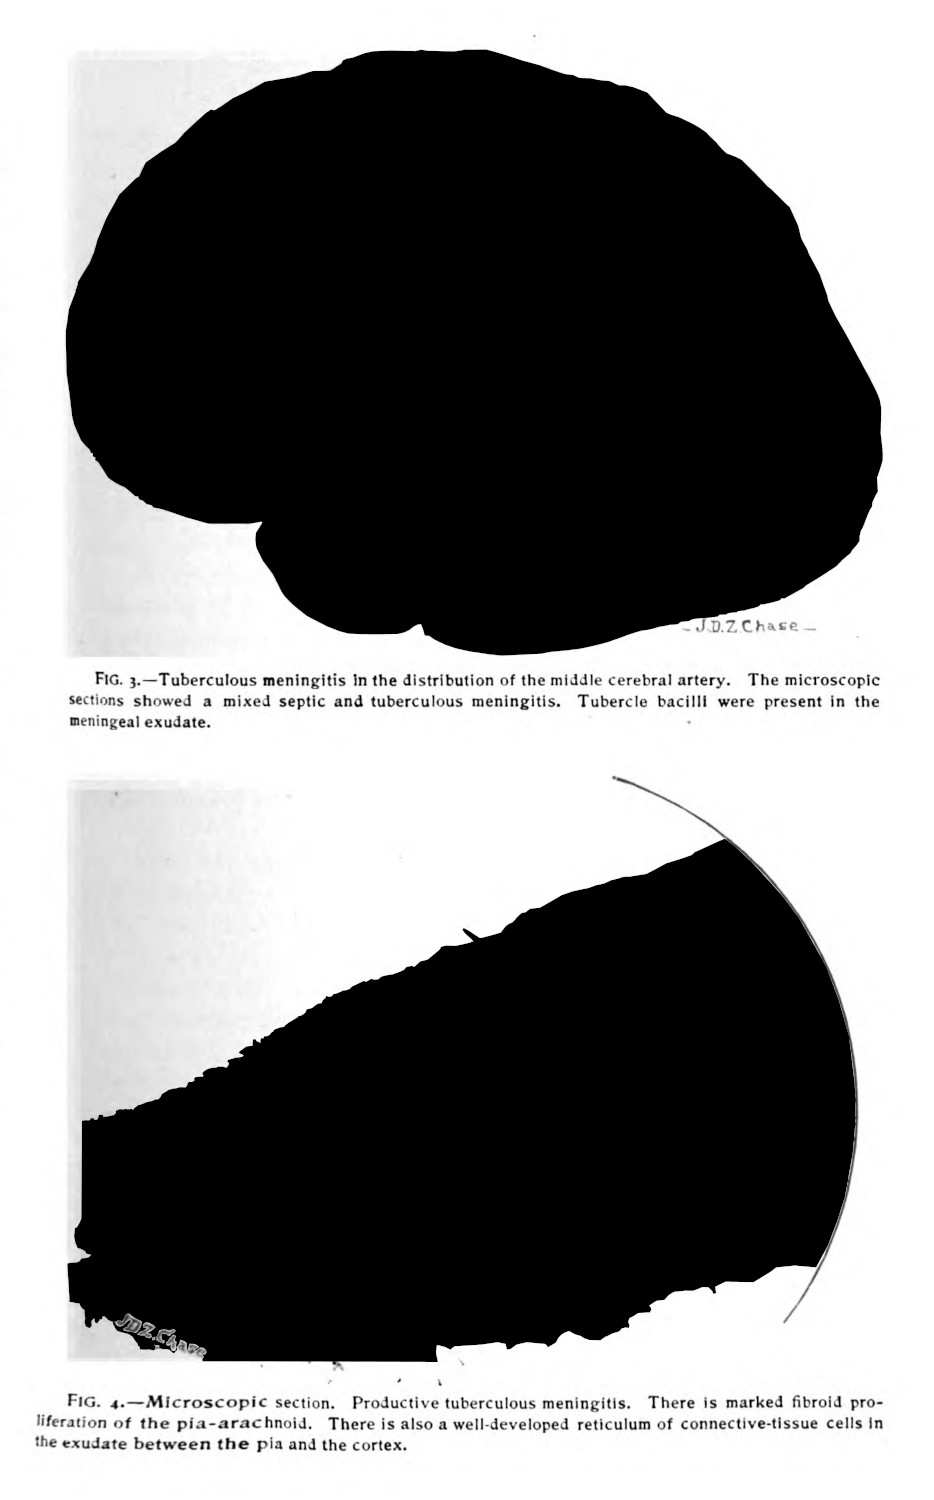 - J.D.Z.Chase -
FIG. 3.—Tuberculous meningitis in the distribution of the middle cerebral artery. The microscopic
sections showed a mixed septic and tuberculous meningitis. Tubercle bacilli were present in the
meningeal exudate.
JDZ.Chase
FIG. 4.—Microscopic section. Productive tuberculous meningitis. There is marked fibroid pro-
liferation of the pia-arachnoid. There is also a well-developed reticulum of connective-tissue cells in
the exudate between the pia and the cortex.